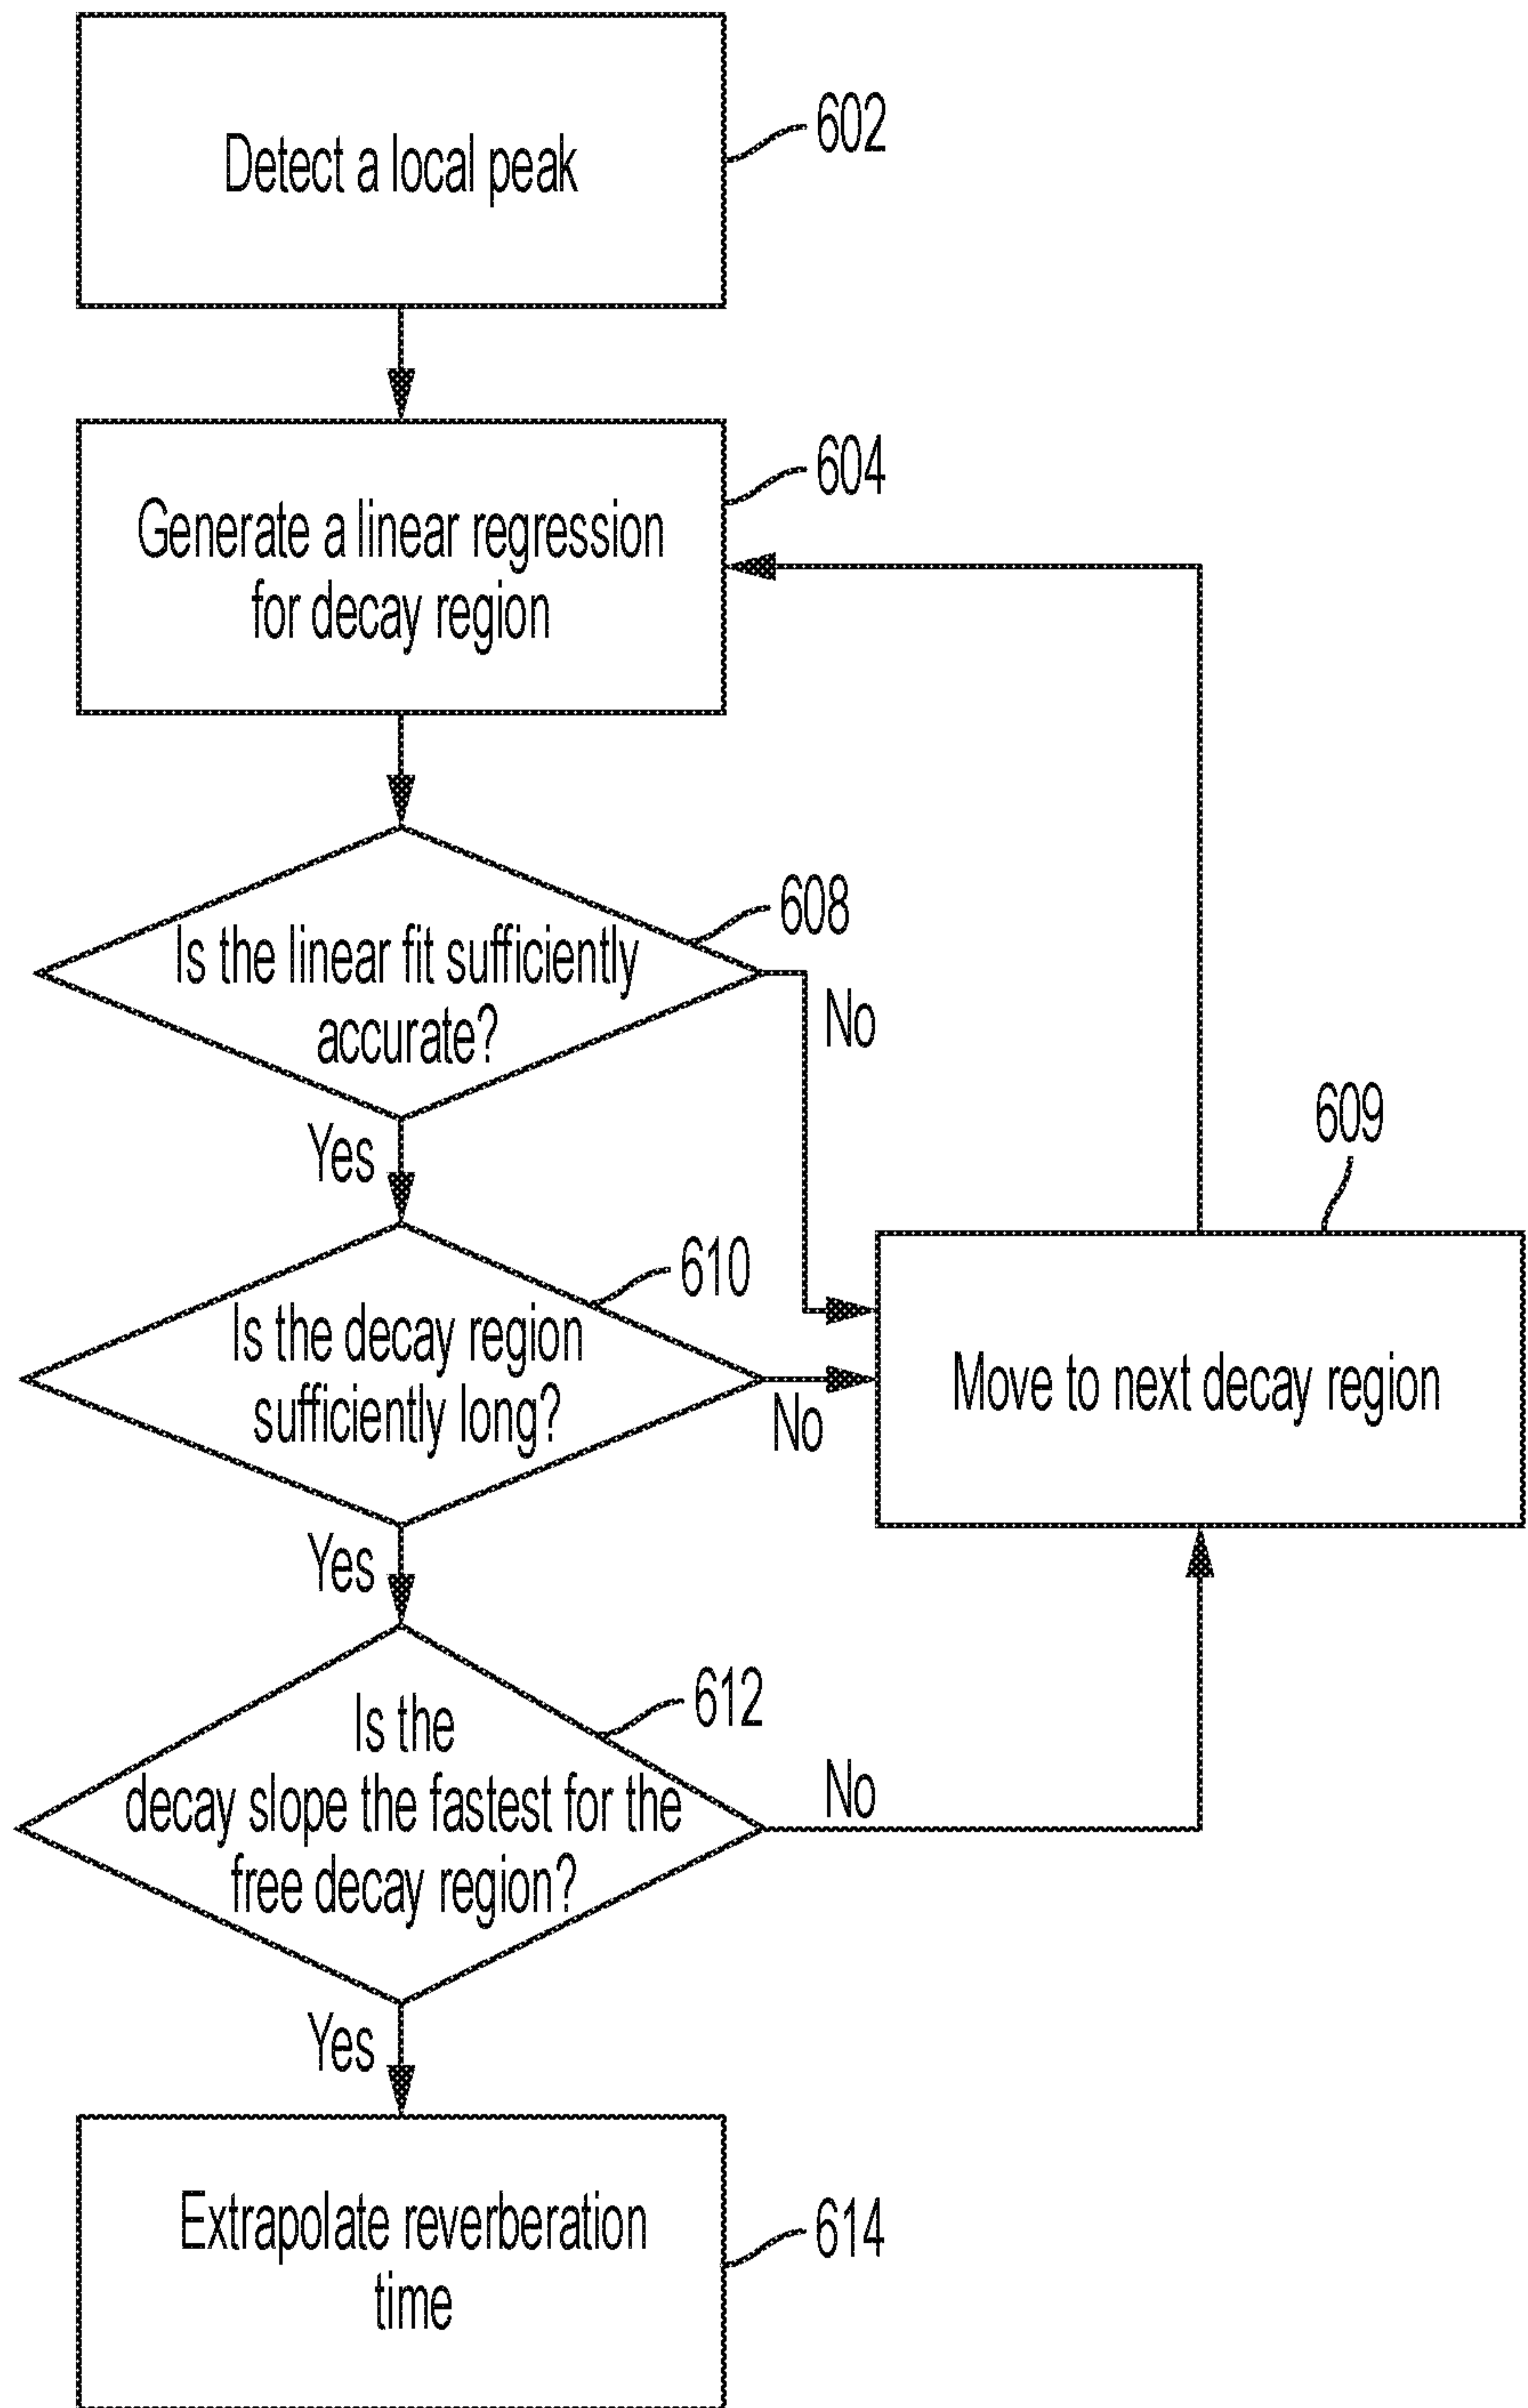 Detect a local peak
602
Generate a linear regression
for decay region
604
Is the linear fit sufficiently
accurate?
608
No
Yes
609
Move to next decay region
Is the decay region
sufficiently long?
610
No
Yes
Is the
decay slope the fastest for the
free decay region?
612
No
Yes
Extrapolate reverberation
time
614